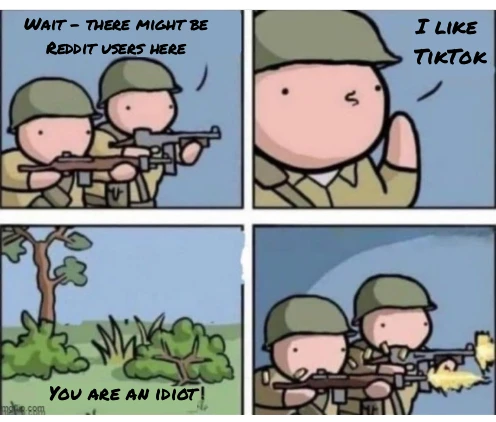 Wait - there might be
Reddit users here
I like
TikTok
You are an idiot!